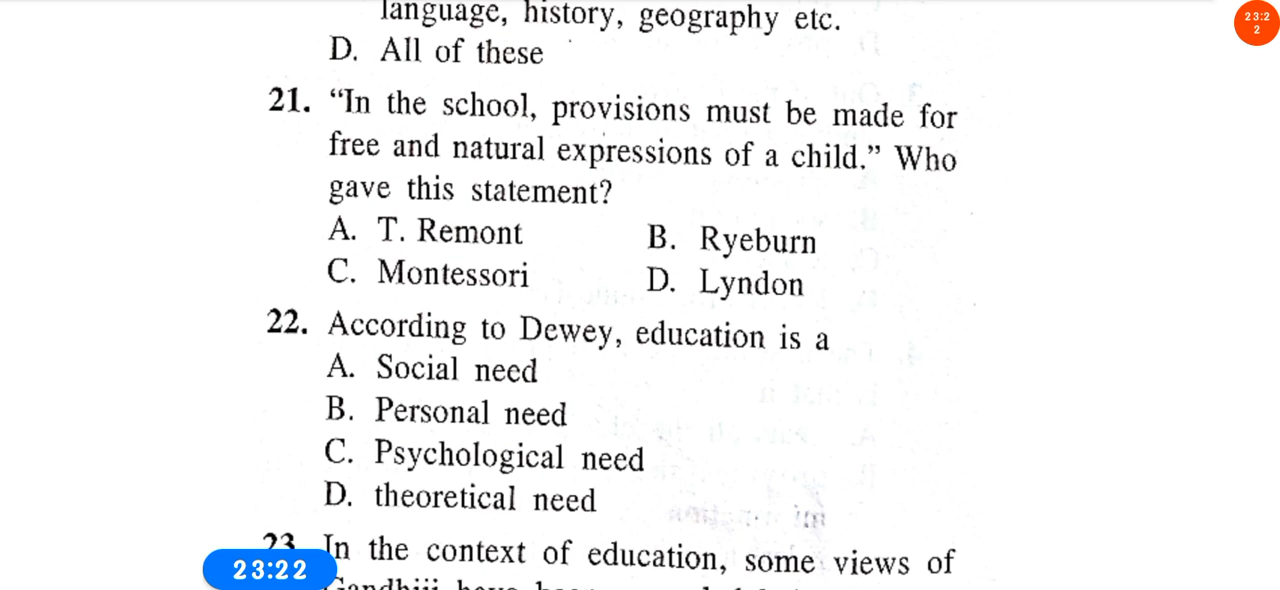 language, history, geography etc.
D. All of these
21. “In the school, provisions must be made for
free and natural expressions of a child.” Who
gave this statement?
A. T. Remont B. Ryeburn
C. Montessori D. Lyndon
22. According to Dewey, education is a
A. Social need
B. Personal need
C. Psychological need
D. theoretical need
23 In the context of education, some views of
23:22
23:2
2